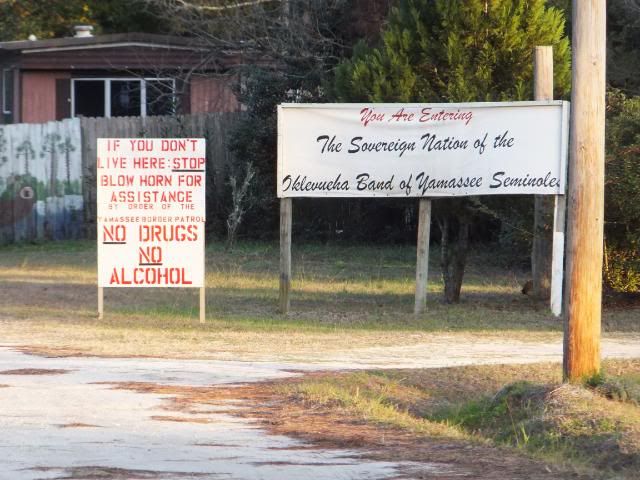 IF YOU DON'T
LIVE HERE: STOP
BLOW HORN FOR
ASSISTANCE
BY ORDER OF THE
YAMASSEE BORDER PATROL
NO DRUGS
NO
ALCOHOL
You Are Entering
The Sovereign Nation of the
Oklevueha Band of Yamassee Seminoles